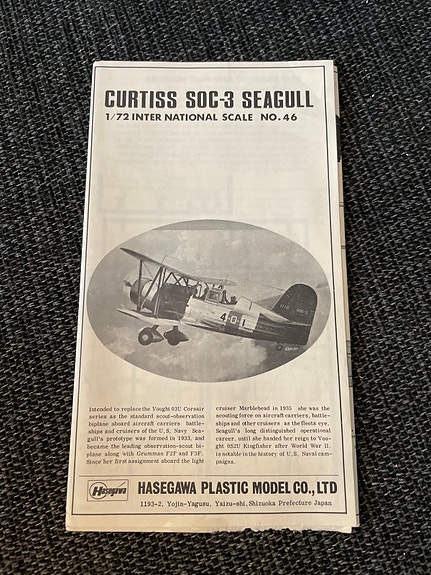 CURTISS SOC-3 SEAGULL
1/72 INTER NATIONAL SCALE NO. 46
4-O-1
Intended to replace the Vought 03U Corsair
series as the standard scout-observation
biplane aboard aircraft carriers battle-
ships and cruisers of the U.S. Navy Sea-
gull's prototype was formed in 1933, and
became the leading observation-scout bi-
plane along with Grumman F2F and F3F.
Since her first assignment aboard the light
cruiser Marblehead in 1935 she was the
scouting force on aircraft carriers, battle-
ships and other cruisers as the fleets eye.
Seagull's long distinguished operational
career, until she handed her reign to Vou-
ght 0S2U Kingfisher after World War II,
is notable in the history of U.S. Naval cam-
paigns.
Hasegawa HASEGAWA PLASTIC MODEL CO., LTD
1193-2, Yojin-Yagusu, Yaizu-shi, Shizuoka Prefecture Japan